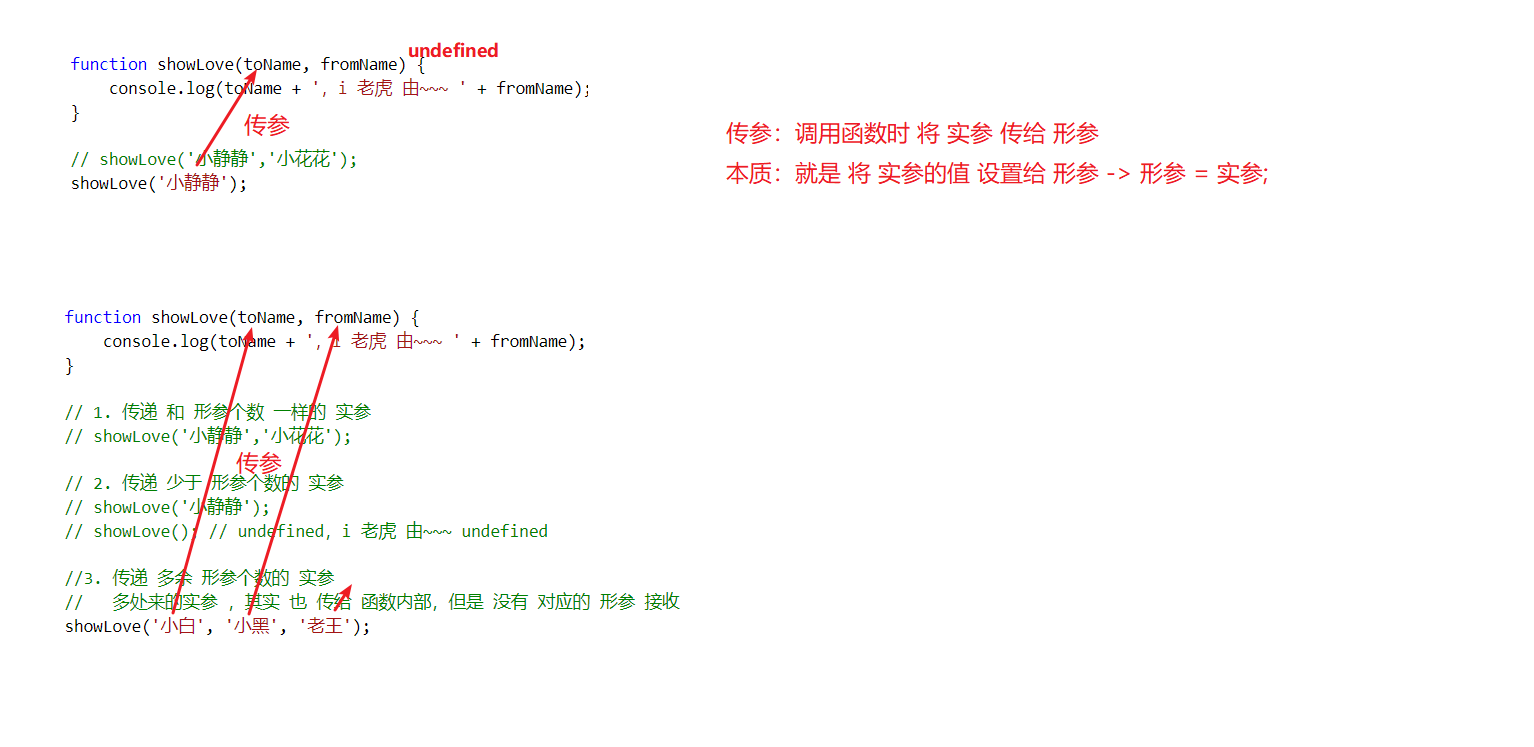 undefined
function showLove(toName, fromName) {
console.log(toName + ', i 老虎 由~~~ ' + fromName);
}
传参
// showLove('小静静','小花花');
showLove('小静静');
传参：调用函数时 将 实参 传给 形参
本质：就是 将 实参的值 设置给 形参 -> 形参 = 实参;
function showLove(toName, fromName) {
console.log(toName + ', i 老虎 由~~~ ' + fromName);
}
// 1. 传递 和 形参个数 一样的 实参
// showLove('小静静','小花花');
传参
// 2. 传递 少于 形参个数的 实参
// showLove('小静静');
// showLove(); // undefined, i 老虎 由~~~ undefined
//3. 传递 多余 形参个数的 实参
// 多处来的实参 ，其实 也 传给 函数内部，但是 没有 对应的 形参 接收
showLove('小白', '小黑', '老王');